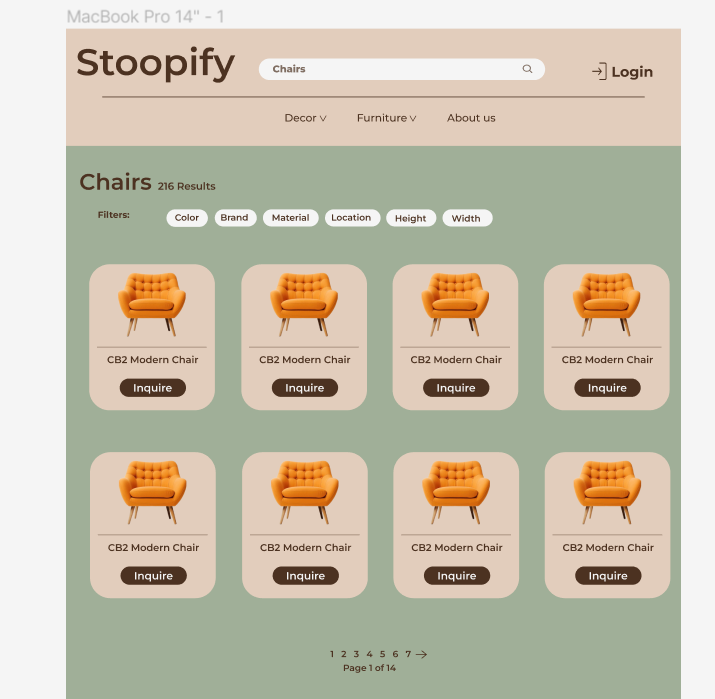 MacBook Pro 14" - 1
Stoopify
Chairs
Login
Decor Furniture About us
Chairs 216 Results
Filters: Color Brand Material Location Height Width
CB2 Modern Chair CB2 Modern Chair CB2 Modern Chair CB2 Modern Chair
Inquire Inquire Inquire Inquire
CB2 Modern Chair CB2 Modern Chair CB2 Modern Chair CB2 Modern Chair
Inquire Inquire Inquire Inquire
1 2 3 4 5 6 7
Page 1 of 14